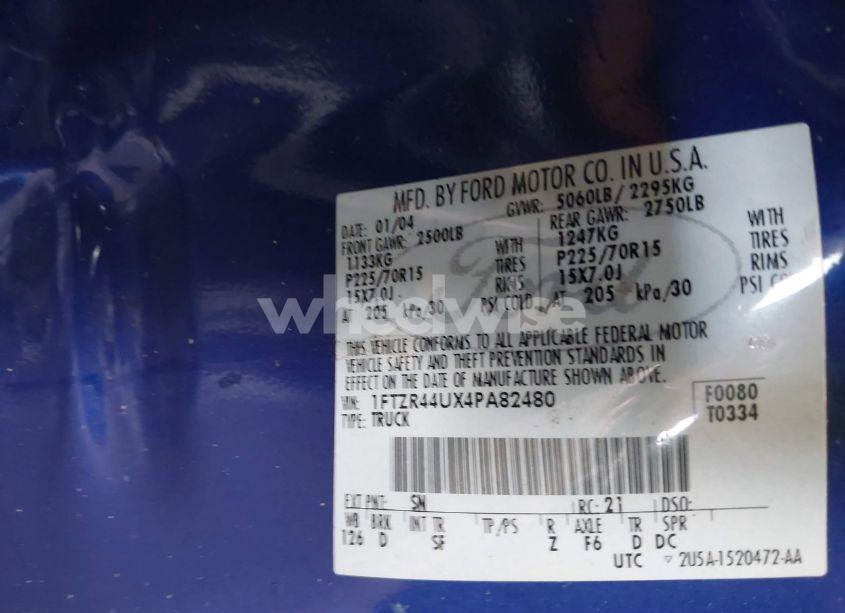 MFD. BY FORD MOTOR CO. IN U.S.A.
DATE: 01/04 GVWR: 5060LB/ 2295KG
FRONT GAWR: 2500LB REAR GAWR: 2750LB
1133KG WITH 1247KG WITH
P225/70R15 TIRES P225/70R15 TIRES
15X7.0J RIMS 15X7.0J RIMS
AT 205 kPa/30 PSI COLD AT 205 kPa/30 PSI
wheelwise
THIS VEHICLE CONFORMS TO ALL APPLICABLE FEDERAL MOTOR
VEHICLE SAFETY AND THEFT PREVENTION STANDARDS IN
EFFECT ON THE DATE OF MANUFACTURE SHOWN ABOVE.
VIN: 1FTZR44UX4PA82480 F0080
TYPE: TRUCK T0334
EXT PNT: SN RC: 21 DSO:
WB BRK INT TR TP/PS R AXLE TR SPR
126 D SF Z F6 D DC
UTC ▽ 2U5A-1520472-AA